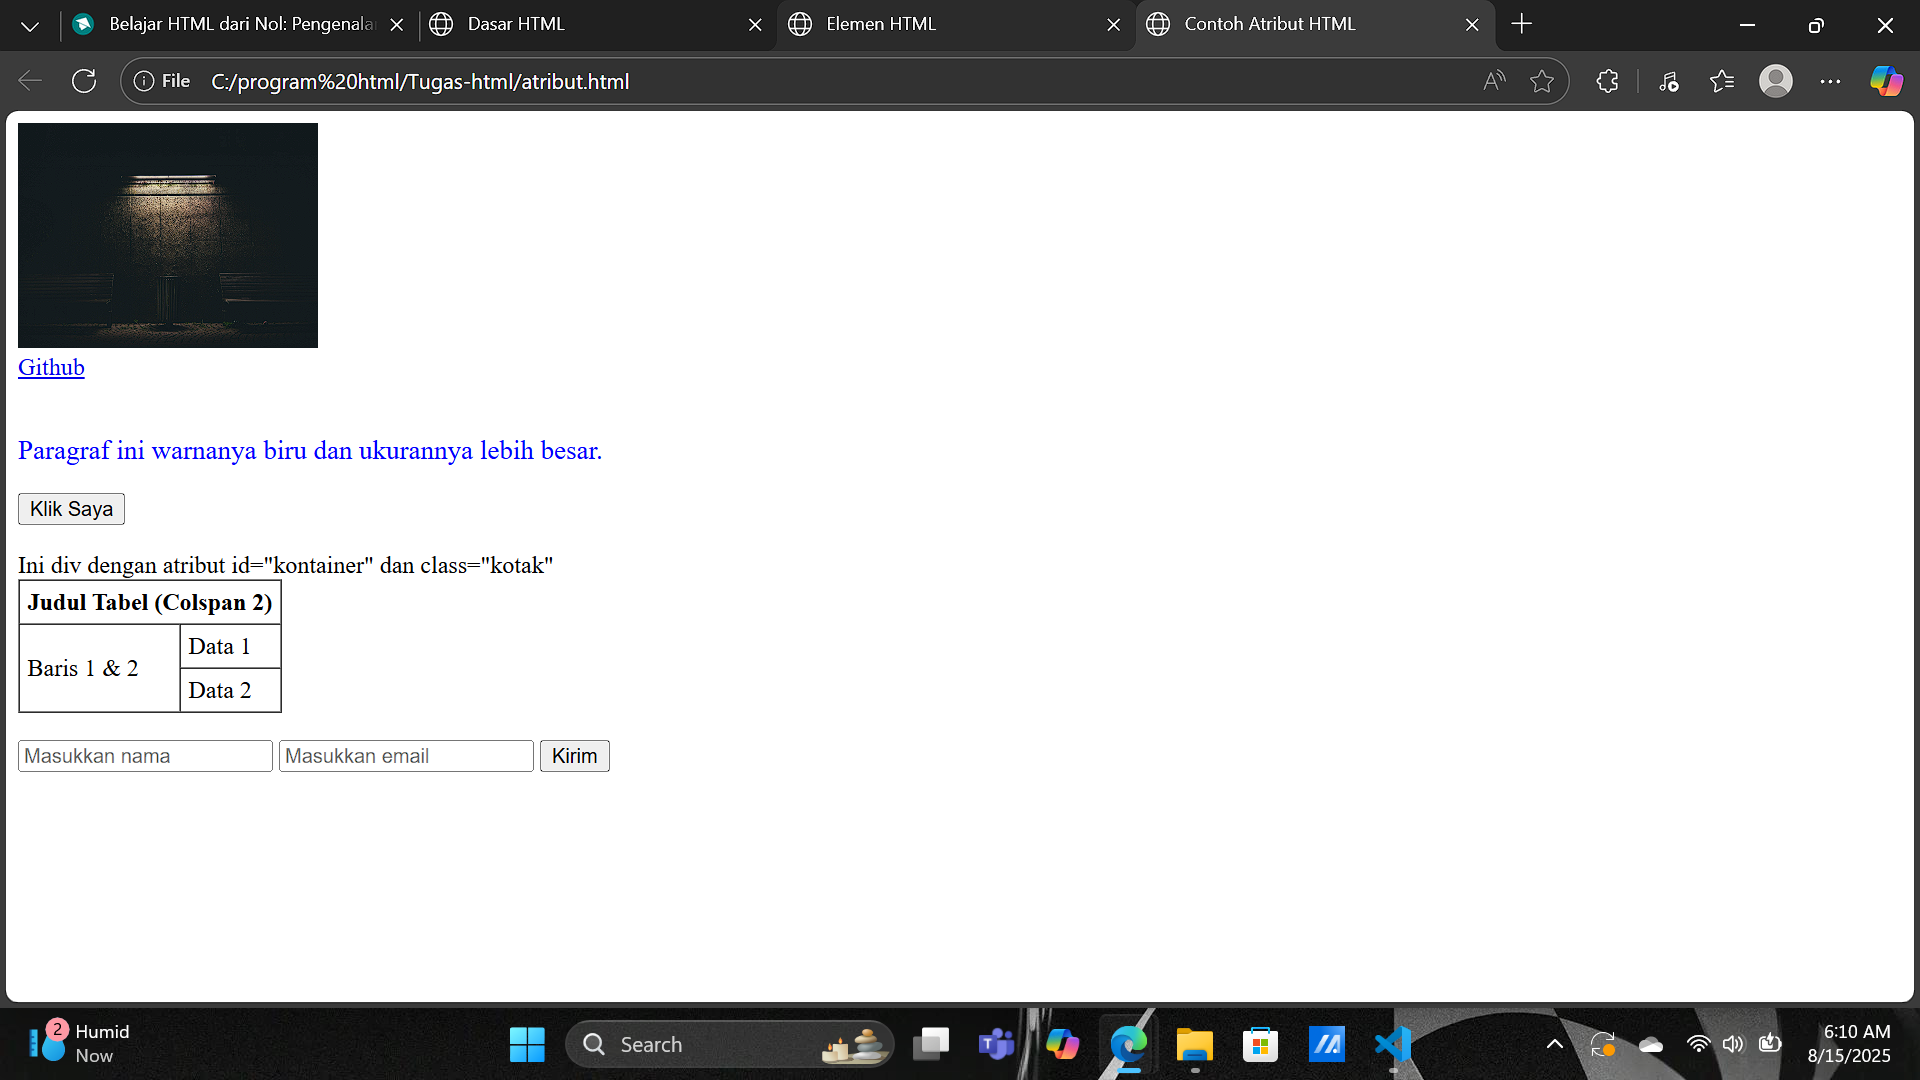 Belajar HTML dari Nol: Pengenala
Dasar HTML
Elemen HTML
Contoh Atribut HTML
File C:/program%20html/Tugas-html/atribut.html
Github
Paragraf ini warnanya biru dan ukurannya lebih besar.
Klik Saya
Ini div dengan atribut id="kontainer" dan class="kotak"
Judul Tabel (Colspan 2)
Baris 1 & 2
Data 1
Data 2
Masukkan nama Masukkan email Kirim
2
Humid
Now
Search
6:10 AM
8/15/2025